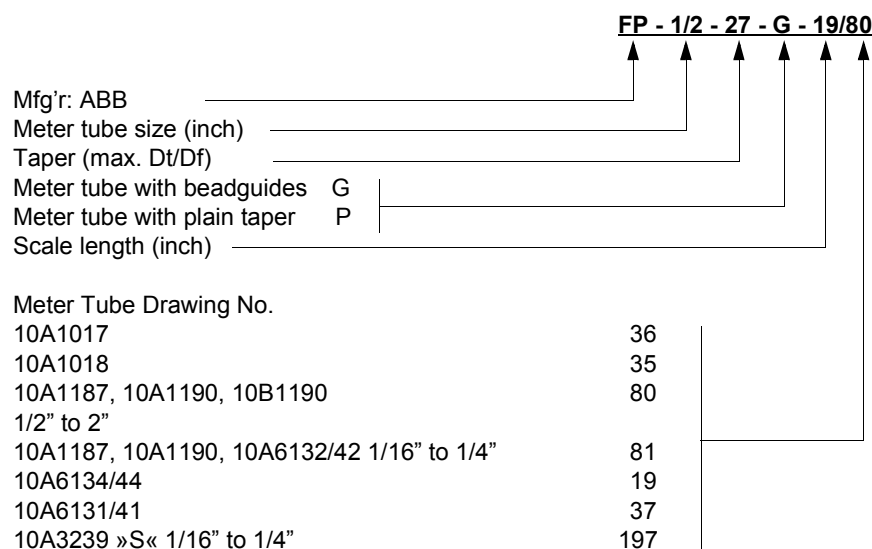 FP - 1/2 - 27 - G - 19/80
Mfg'r: ABB
Meter tube size (inch)
Taper (max. Dt/Df)
Meter tube with beadguides G
Meter tube with plain taper P
Scale length (inch)
Meter Tube Drawing No.
10A1017 36
10A1018 35
10A1187, 10A1190, 10B1190 80
1/2” to 2”
10A1187, 10A1190, 10A6132/42 1/16” to 1/4” 81
10A6134/44 19
10A6131/41 37
10A3239 »S« 1/16” to 1/4” 197